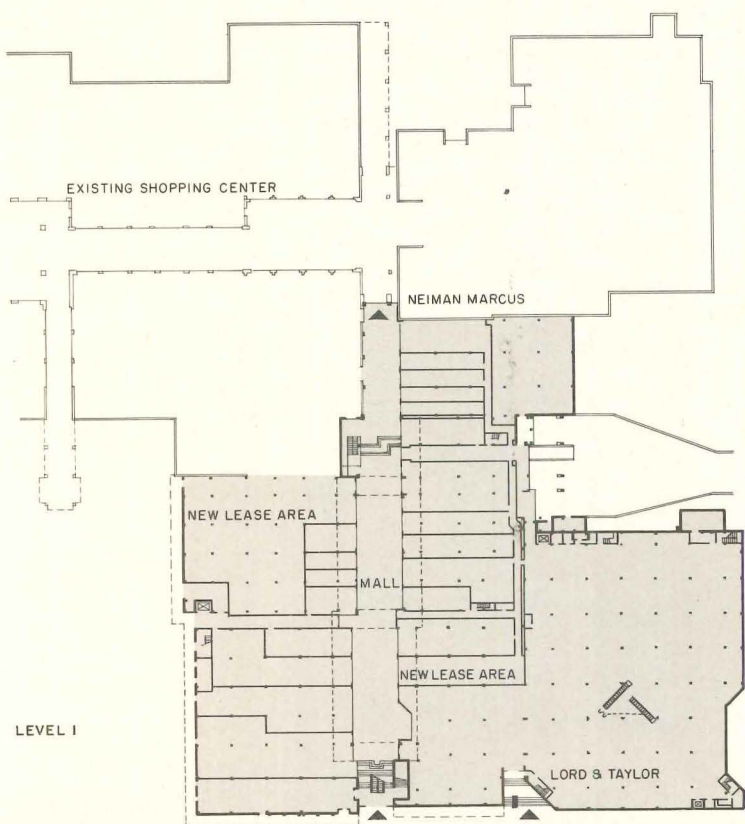 EXISTING SHOPPING CENTER
NEIMAN MARCUS
NEW LEASE AREA
MALL
NEW LEASE AREA
LEVEL I
LORD & TAYLOR